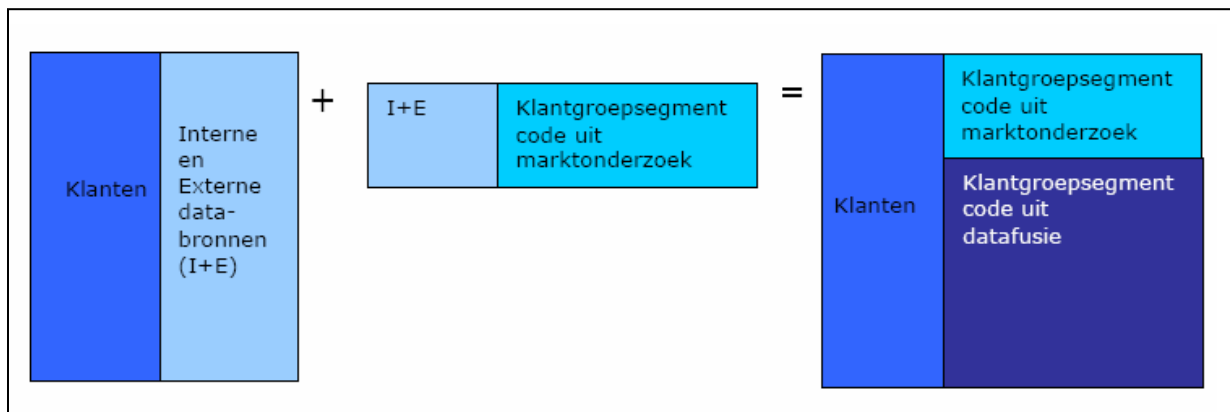 Klanten
Interne
en
Externe
data-
bronnen
(I+E)
+
I+E
Klantgroepsegment
code uit
marktonderzoek
=
Klanten
Klantgroepsegment
code uit
marktonderzoek
Klantgroepsegment
code uit
datafusie